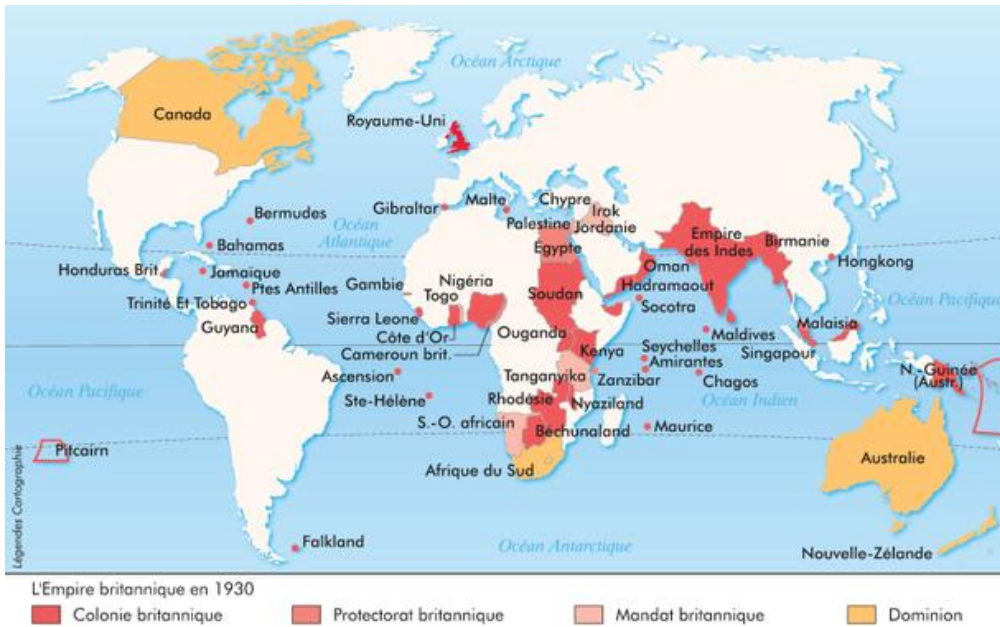 Océan Arctique
Canada
Royaume-Uni
Bermudes
Océan
Atlantique
Gibraltar
Malte
Chypre
Irak
Palestine
Jordanie
Égypte
Empire
des Indes
Birmanie
Bahamas
Hongkong
Honduras Brit.
Jamaïque
Ptes Antilles
Gambie
Nigéria
Togo
Oman
Hadramaout
Socotra
Soudan
Océan Pacifique
Trinité Et Tobago
Guyana
Sierra Leone
Côte d'Or
Cameroun brit.
Ouganda
Kenya
Maldives
Malaisia
Singapour
Seychelles
Amirantes
Ascension
Tanganyika
Zanzibar
Chagos
N.-Guinée
(Austr.)
Océan Pacifique
Ste-Hélène
Rhodésie
Nyaziland
Océan Indien
S.-O. africain
Béchunaland
Maurice
Pitcairn
Afrique du Sud
Australie
Falkland
Océan Antarctique
Nouvelle-Zélande
Légendes Cartographie
L'Empire britannique en 1930
Colonie britannique
Protectorat britannique
Mandat britannique
Dominion